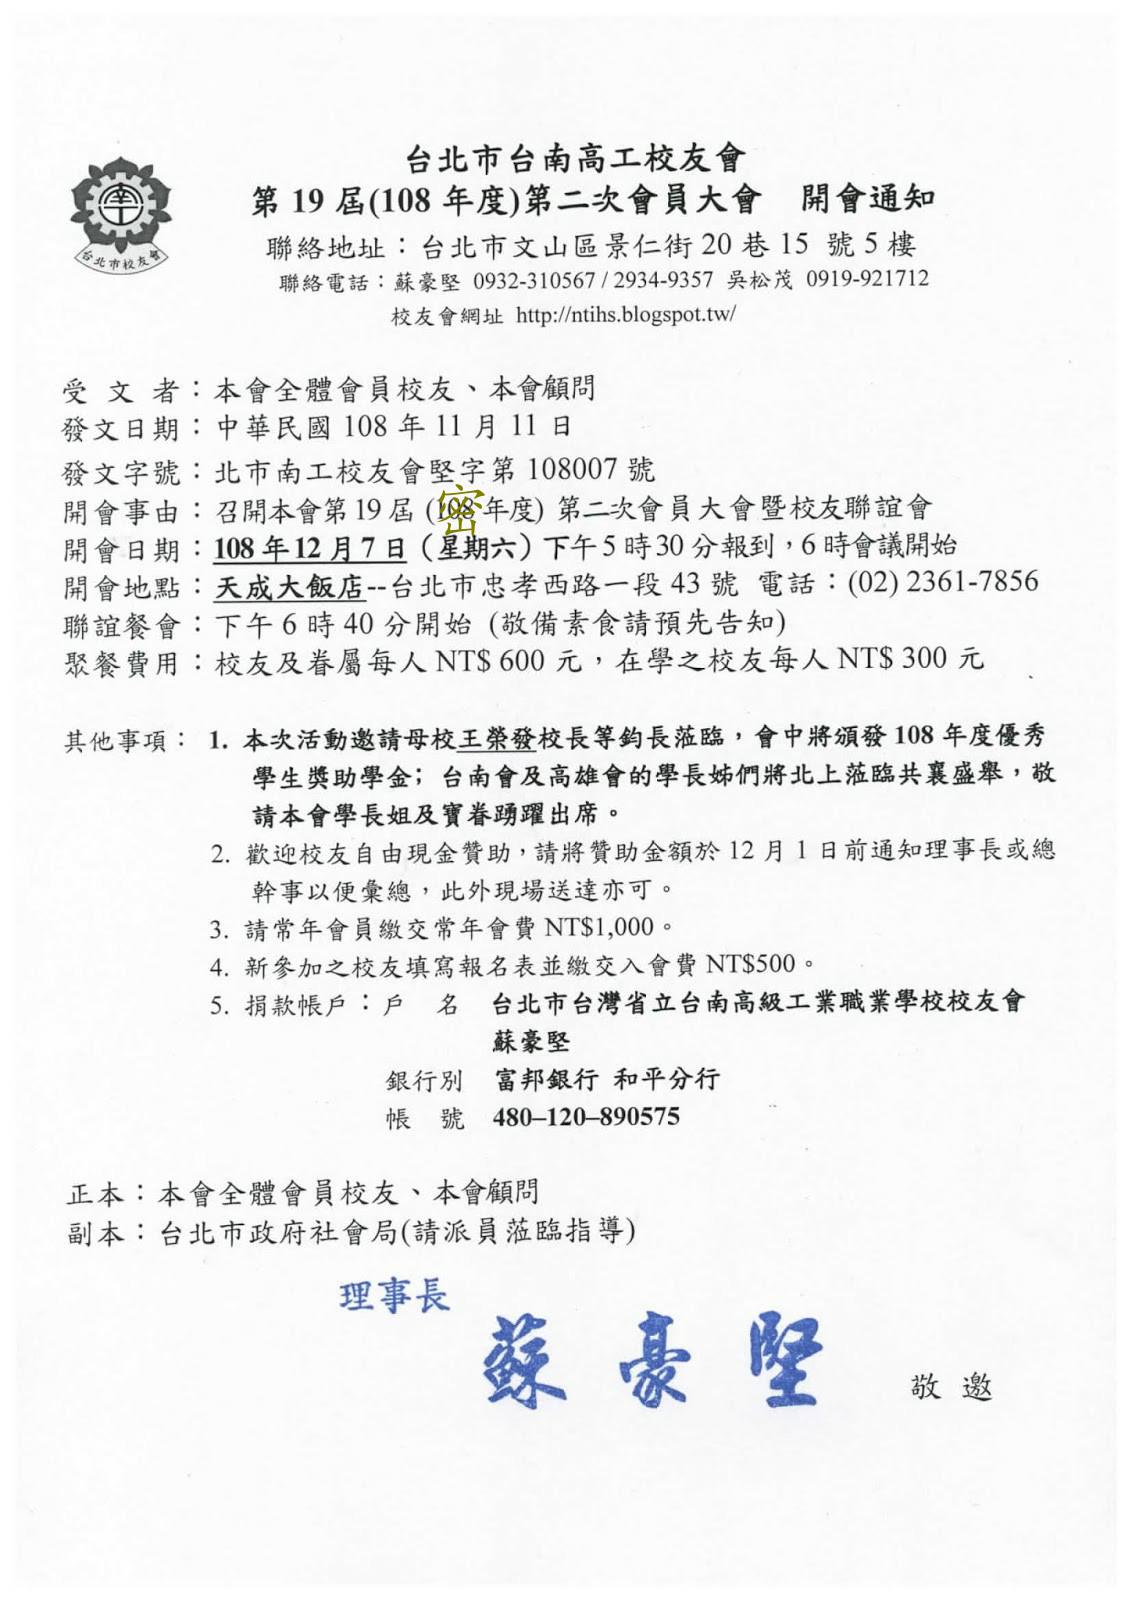 台北市台南高工校友會
第 19 屆(108 年度)第二次會員大會　開會通知
聯絡地址：台北市文山區景仁街 20 巷 15 號 5 樓
聯絡電話：蘇豪堅 0932-310567 / 2934-9357 吳松茂 0919-921712
校友會網址 http://ntihs.blogspot.tw/
台北市校友會
受 文 者：本會全體會員校友、本會顧問
發文日期：中華民國 108 年 11 月 11 日
發文字號：北市南工校友會堅字第 108007 號
密
開會事由：召開本會第 19 屆 (108 年度) 第二次會員大會暨校友聯誼會
開會日期：108 年 12 月 7 日（星期六）下午 5 時 30 分報到，6 時會議開始
開會地點：天成大飯店--台北市忠孝西路一段 43 號 電話：(02) 2361-7856
聯誼餐會：下午 6 時 40 分開始 (敬備素食請預先告知)
聚餐費用：校友及眷屬每人 NT$ 600 元，在學之校友每人 NT$ 300 元
其他事項： 1. 本次活動邀請母校王榮發校長等鈞長蒞臨，會中將頒發 108 年度優秀
學生獎助學金；台南會及高雄會的學長姊們將北上蒞臨共襄盛舉，敬
請本會學長姐及寶眷踴躍出席。
2. 歡迎校友自由現金贊助，請將贊助金額於 12 月 1 日前通知理事長或總
幹事以便彙總，此外現場送達亦可。
3. 請常年會員繳交常年會費 NT$1,000。
4. 新參加之校友填寫報名表並繳交入會費 NT$500。
5. 捐款帳戶：戶　名　台北市台灣省立台南高級工業職業學校校友會
蘇豪堅
銀行別　富邦銀行 和平分行
帳　號　480–120–890575
正本：本會全體會員校友、本會顧問
副本：台北市政府社會局(請派員蒞臨指導)
理事長
蘇 豪 堅　敬 邀